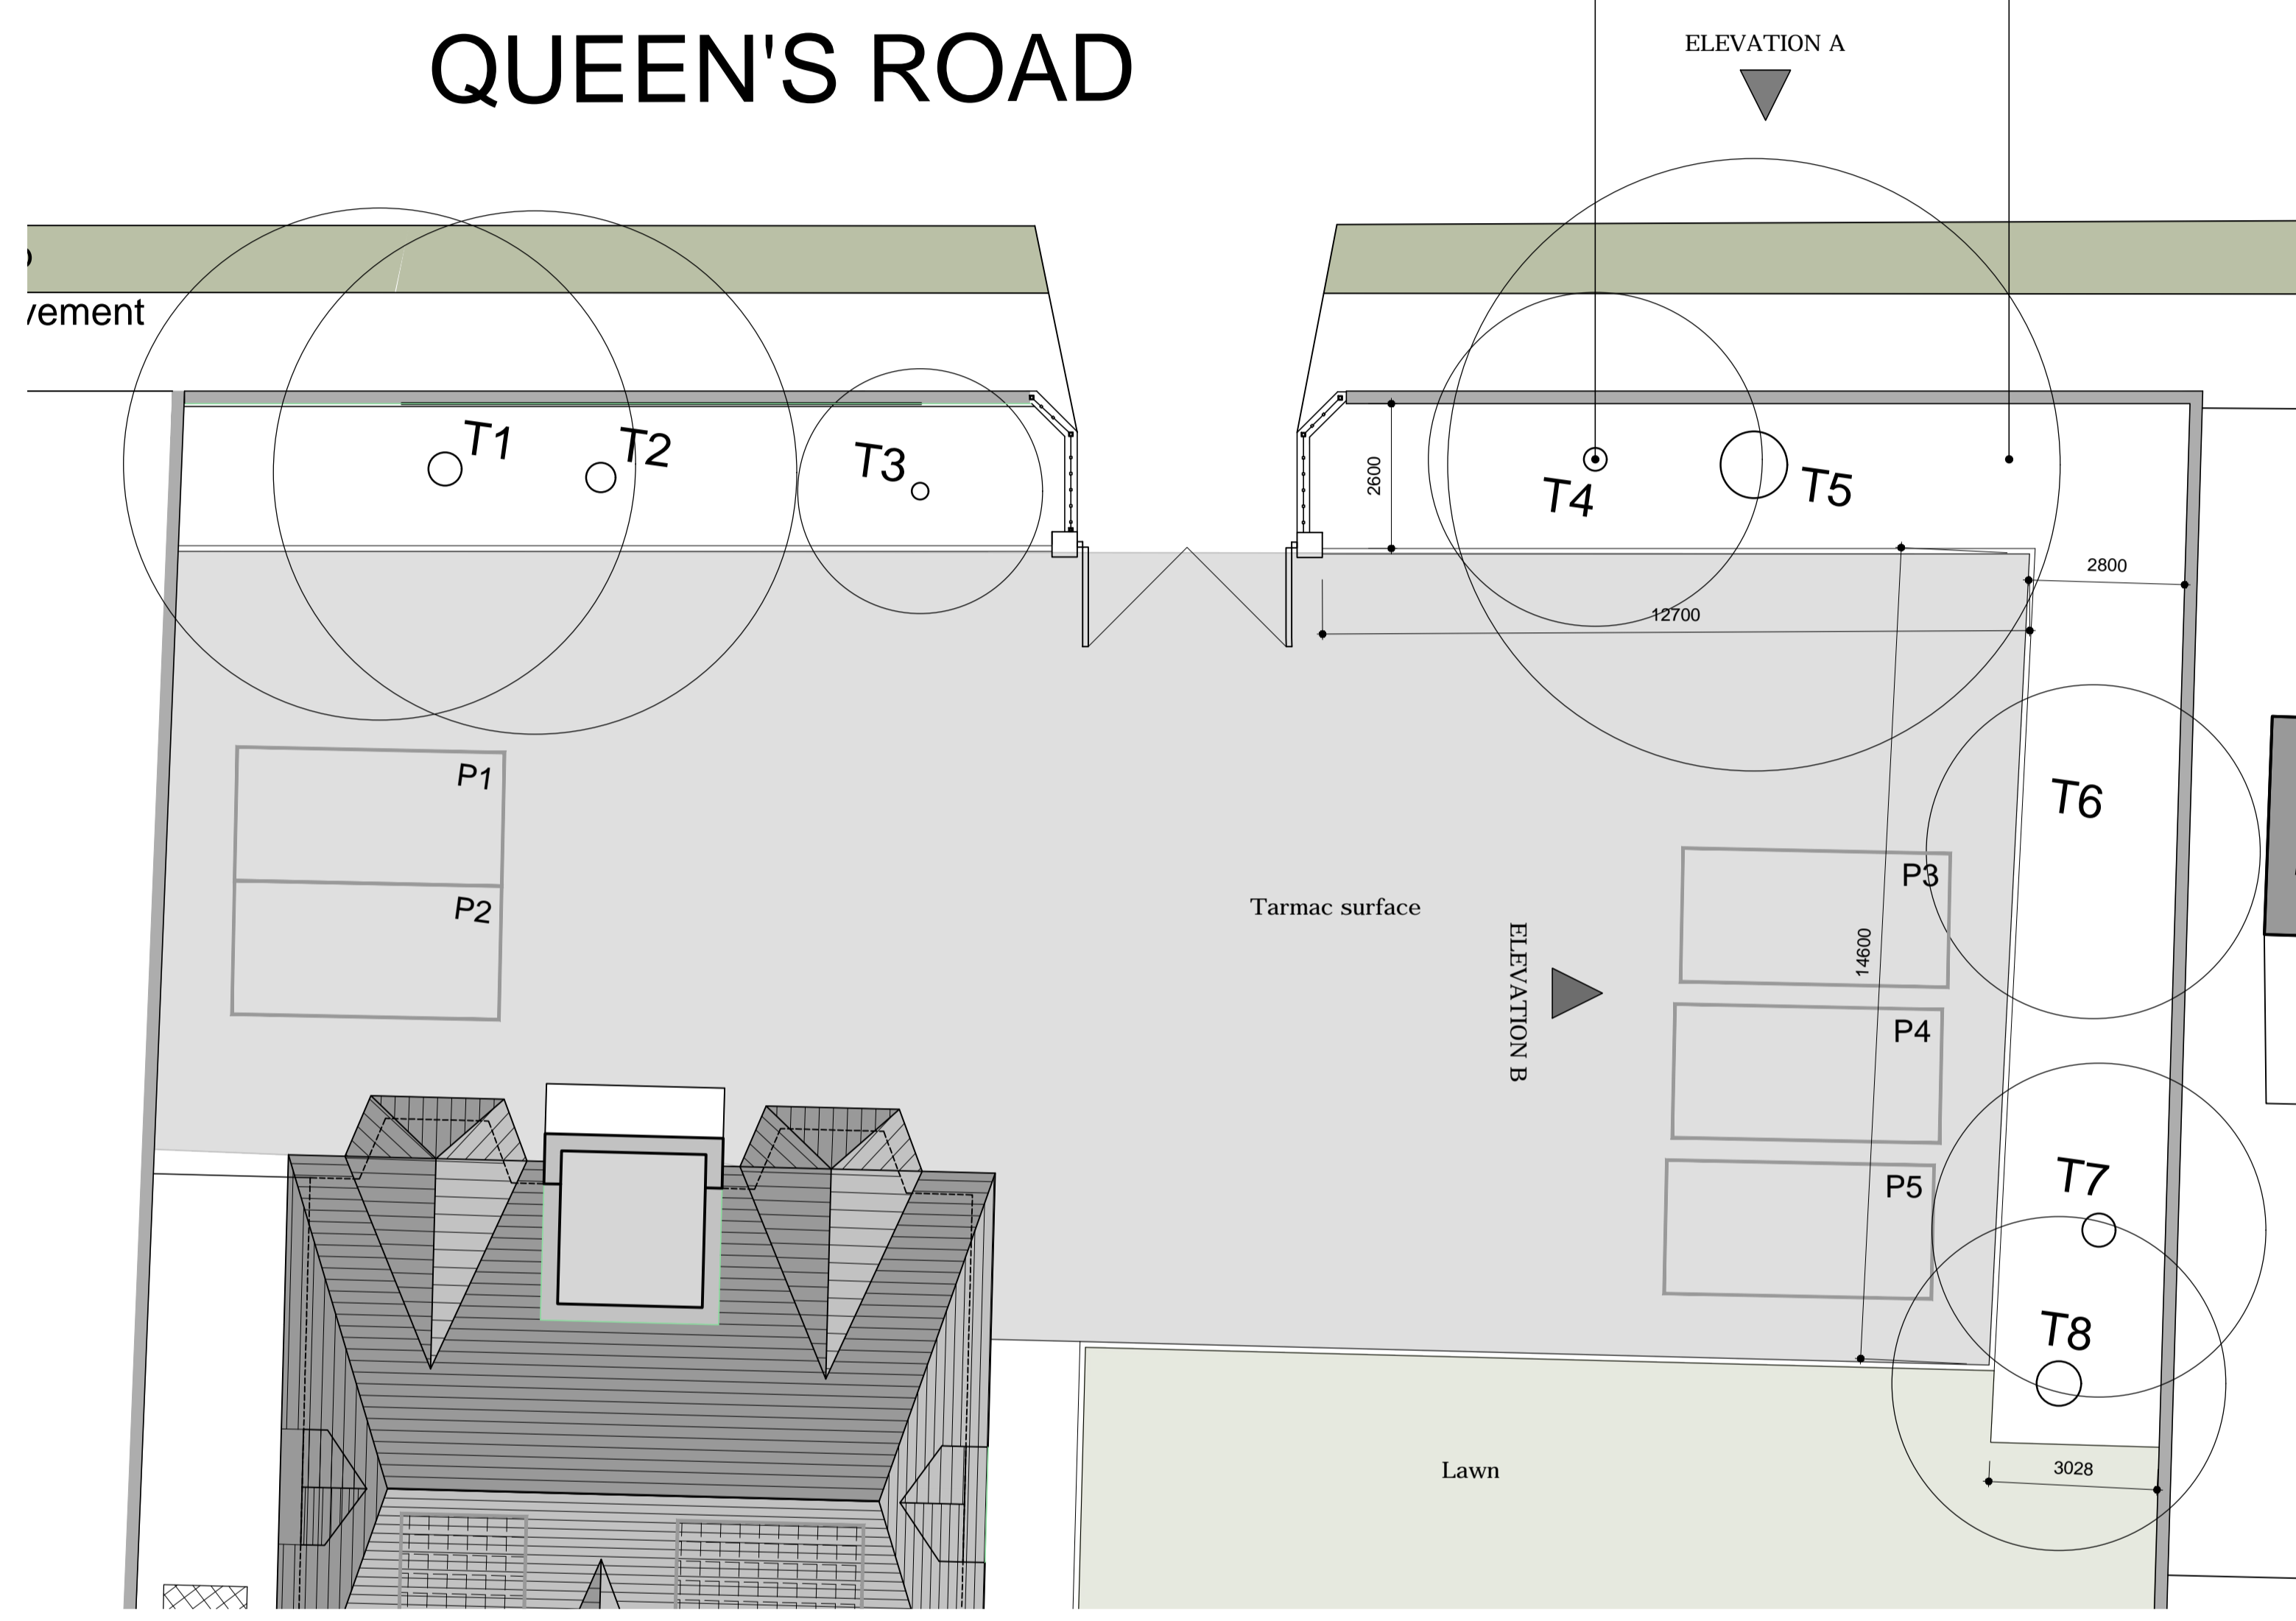 QUEEN'S ROAD
ELEVATION A
vement
T1
T2
T3
T4
T5
2600
2800
12700
T6
P1
P2
P3
Tarmac surface
ELEVATION B
14600
P4
P5
T7
T8
Lawn
3028